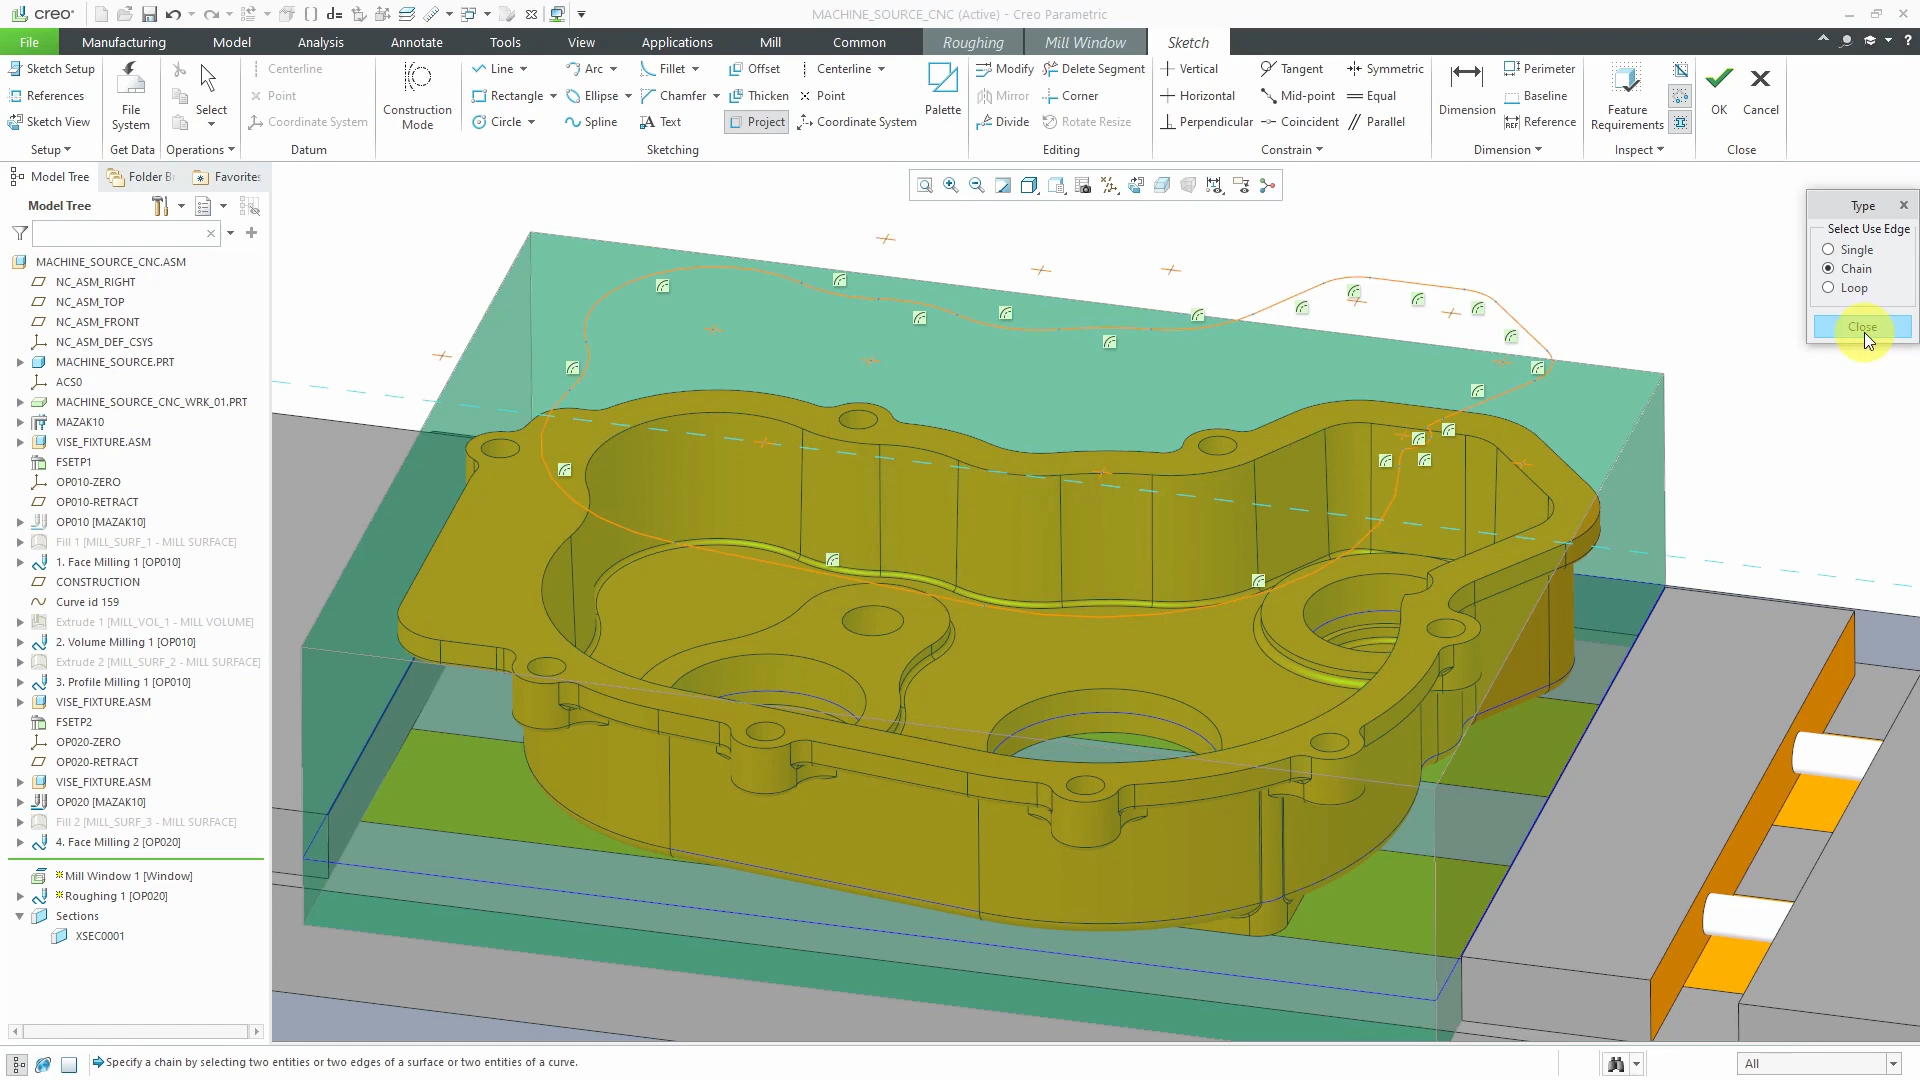 creo
MACHINE_SOURCE_CNC (Active) - Creo Parametric
File Manufacturing Model Analysis Annotate Tools View Applications Mill Common Roughing Mill Window Sketch
Sketch Setup
References
Sketch View
Setup
File System
Get Data
Select
Operations
Centerline
Point
Coordinate System
Datum
Construction Mode
Line
Rectangle
Circle
Arc
Ellipse
Spline
Fillet
Chamfer
Text
Offset
Thicken
Project
Centerline
Point
Coordinate System
Palette
Sketching
Modify
Mirror
Divide
Delete Segment
Corner
Rotate Resize
Editing
Vertical
Horizontal
Perpendicular
Tangent
Mid-point
Coincident
Symmetric
Equal
Parallel
Constrain
Dimension
Perimeter
Baseline
Reference
Dimension
Feature Requirements
Inspect
OK
Cancel
Close
Model Tree
Folder B
Favorites
Model Tree
MACHINE_SOURCE_CNC.ASM
NC_ASM_RIGHT
NC_ASM_TOP
NC_ASM_FRONT
NC_ASM_DEF_CSYS
MACHINE_SOURCE.PRT
ACS0
MACHINE_SOURCE_CNC_WRK_01.PRT
MAZAK10
VISE_FIXTURE.ASM
FSETP1
OP010-ZERO
OP010-RETRACT
OP010 [MAZAK10]
Fill 1 [MILL_SURF_1 - MILL SURFACE]
1. Face Milling 1 [OP010]
CONSTRUCTION
Curve id 159
Extrude 1 [MILL_VOL_1 - MILL VOLUME]
2. Volume Milling 1 [OP010]
Extrude 2 [MILL_SURF_2 - MILL SURFACE]
3. Profile Milling 1 [OP010]
VISE_FIXTURE.ASM
FSETP2
OP020-ZERO
OP020-RETRACT
VISE_FIXTURE.ASM
OP020 [MAZAK10]
Fill 2 [MILL_SURF_3 - MILL SURFACE]
4. Face Milling 2 [OP020]
Mill Window 1 [Window]
Roughing 1 [OP020]
Sections
XSEC0001
Type
Select Use Edge
Single
Chain
Loop
Close
Specify a chain by selecting two entities or two edges of a surface or two entities of a curve.
All